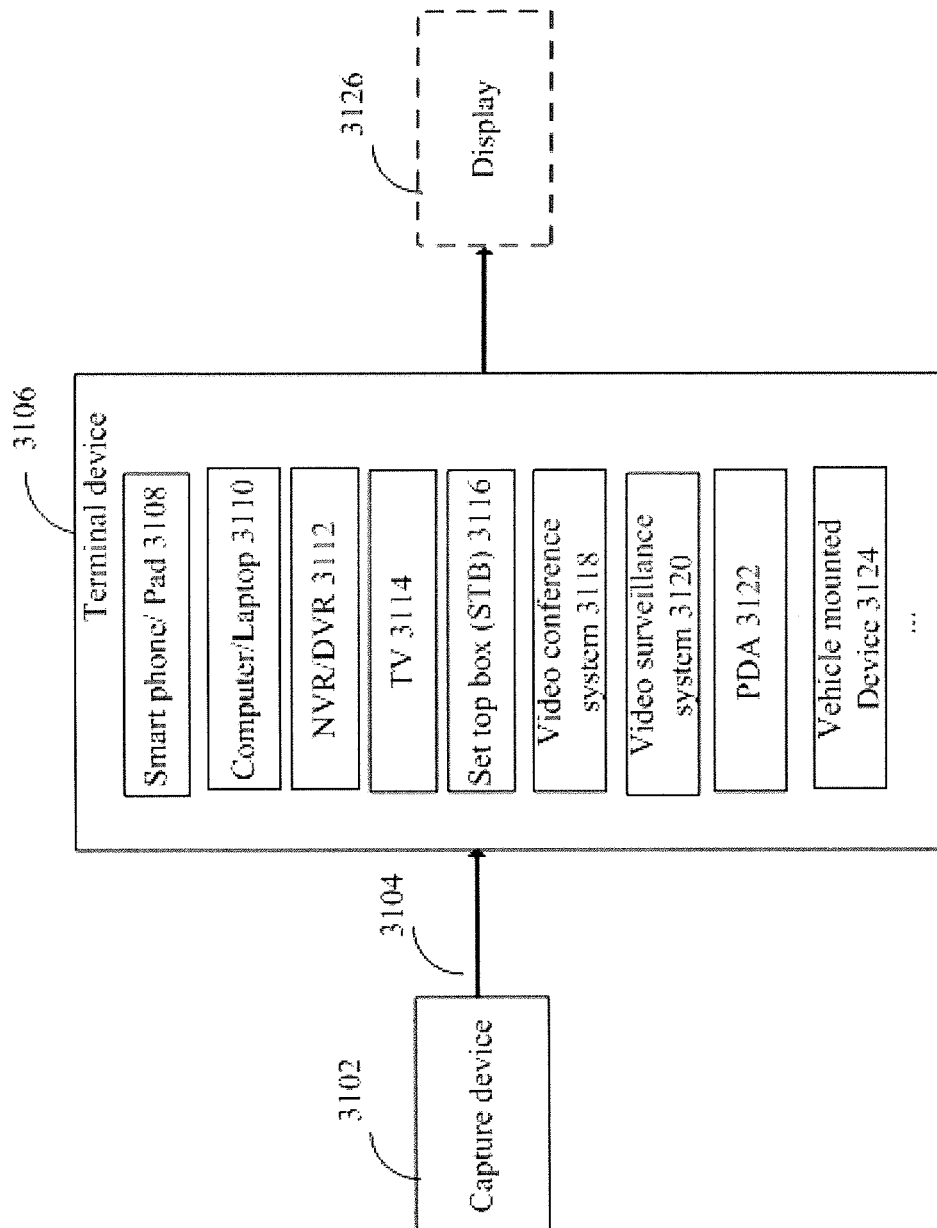 3102
Capture device
3104
3106
Terminal device
Smart phone/ Pad 3108
Computer/Laptop 3110
NVR/DVR 3112
TV 3114
Set top box (STB) 3116
Video conference
system 3118
Video surveillance
system 3120
PDA 3122
Vehicle mounted
Device 3124
...
3126
Display